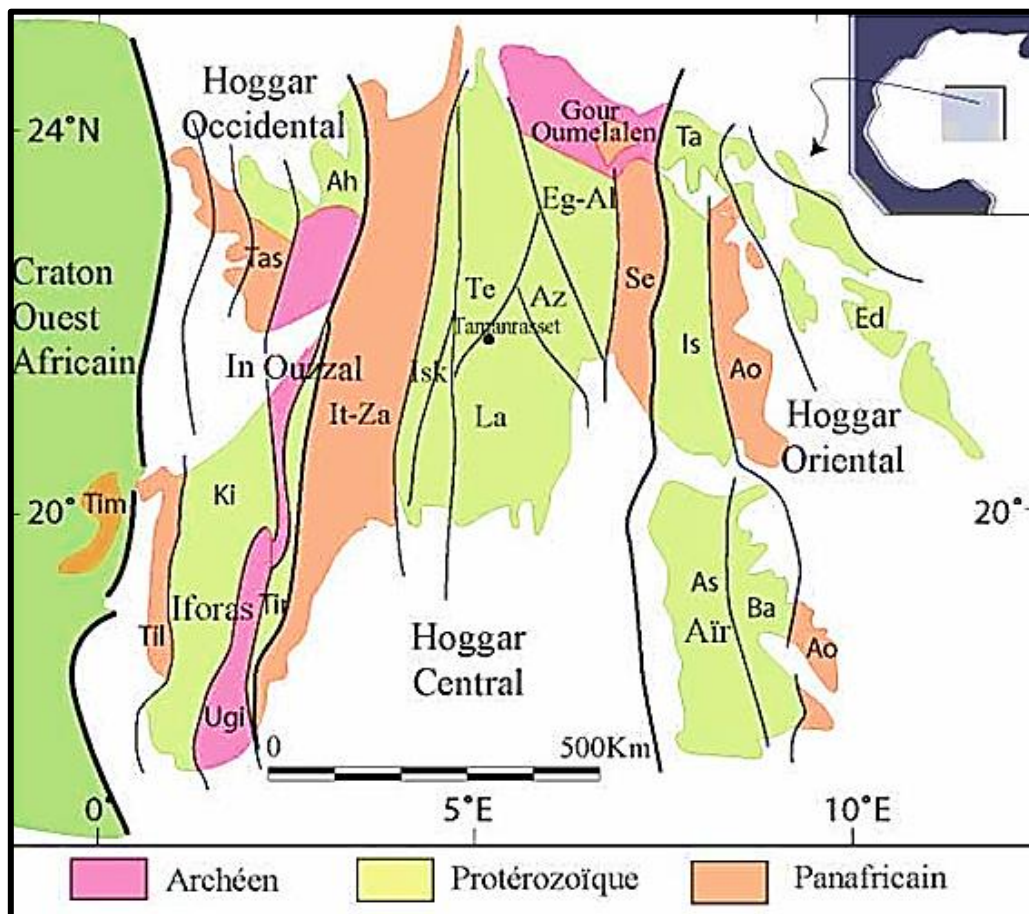 Hoggar
Occidental
24°N
Gour
Oumelalen
Ta
Ah
Eg-Al
Tas
Craton
Ouest
Africain
Te
Az
Se
Tamanrasset
Is
Ed
In Ouzzal
Isk
Ao
It-Za
La
Hoggar
Oriental
Ki
Tim
20°
20°
Iforas
Tir
Til
As
Ba
Aïr
Ao
Hoggar
Central
Ugi
0
500Km
0°
5°E
10°E
Archéen
Protérozoïque
Panafricain